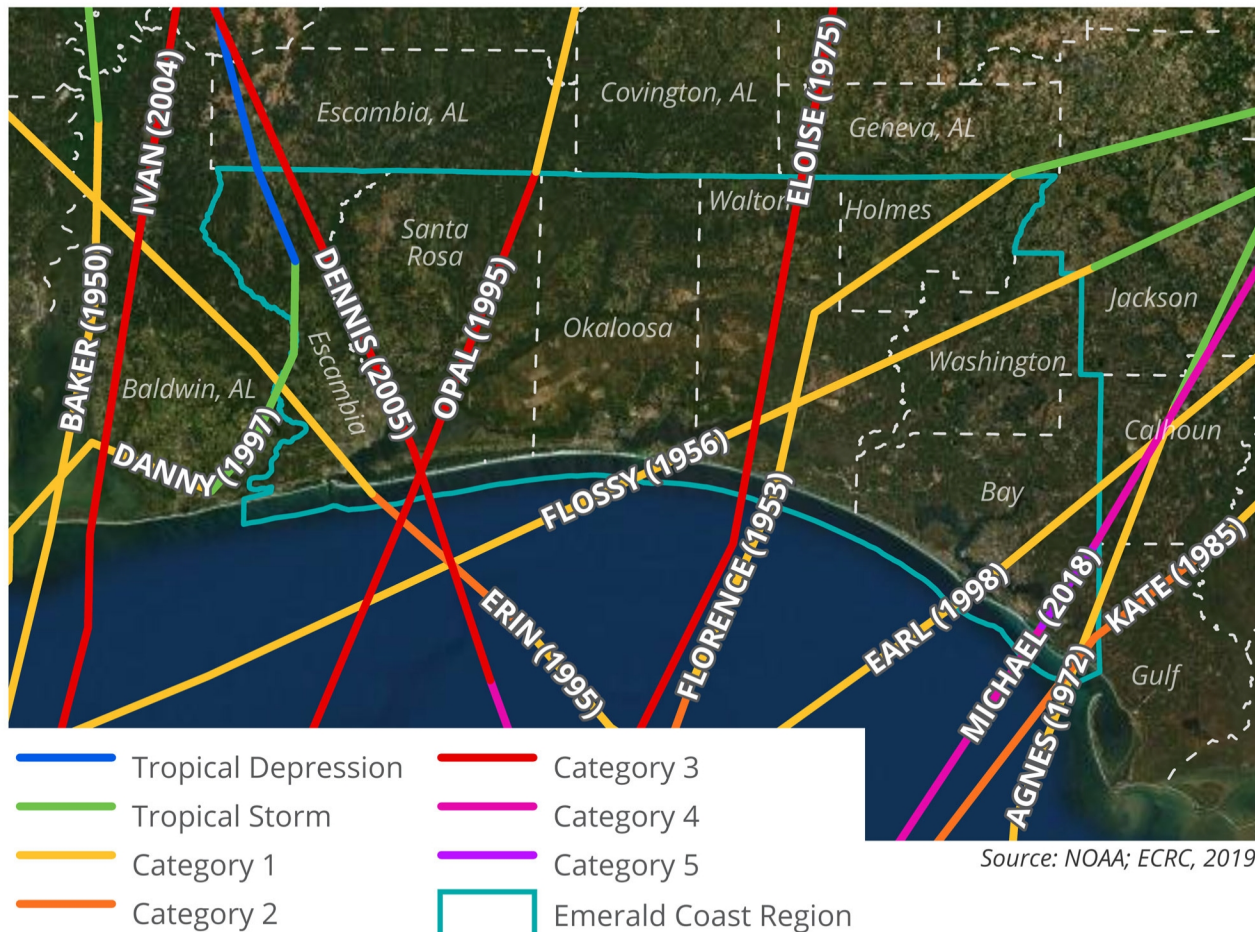 IVAN (2004)
ELOISE (1975)
Escambia, AL
Covington, AL
Geneva, AL
Walton
Holmes
Santa
Rosa
BAKER (1950)
DENNIS (2005)
OPAL (1995)
Okaloosa
Jackson
Escambia
Washington
Baldwin, AL
DANNY (1997)
FLOSSY (1956)
Calhoun
Bay
ERIN (1995)
FLORENCE (1953)
EARL (1998)
MICHAEL (2018)
KATE (1985)
AGNES (1972)
Gulf
Tropical Depression
Tropical Storm
Category 1
Category 2
Category 3
Category 4
Category 5
Emerald Coast Region
Source: NOAA; ECRC, 2019